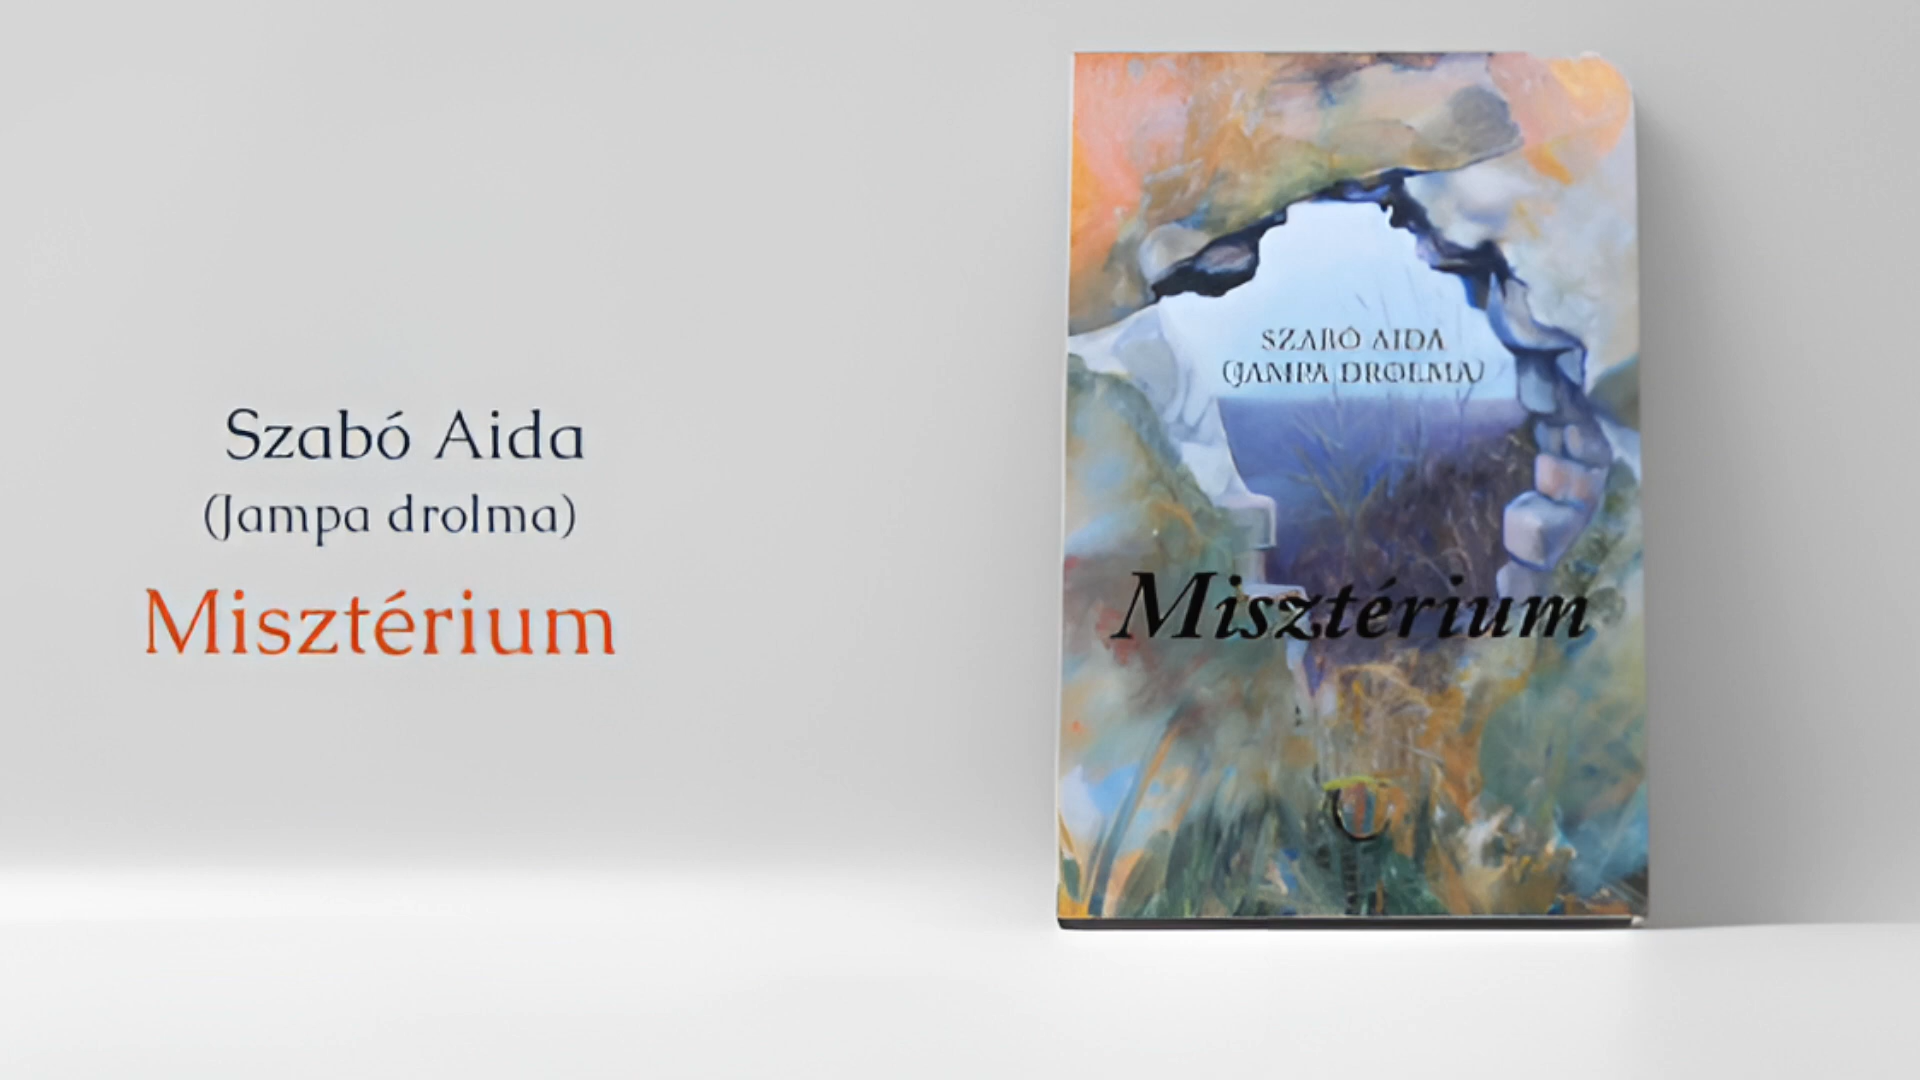 Szabó Aida
(Jampa drolma)
Misztérium
SZABÓ AIDA
(JAMPA DROLMA)
Misztérium